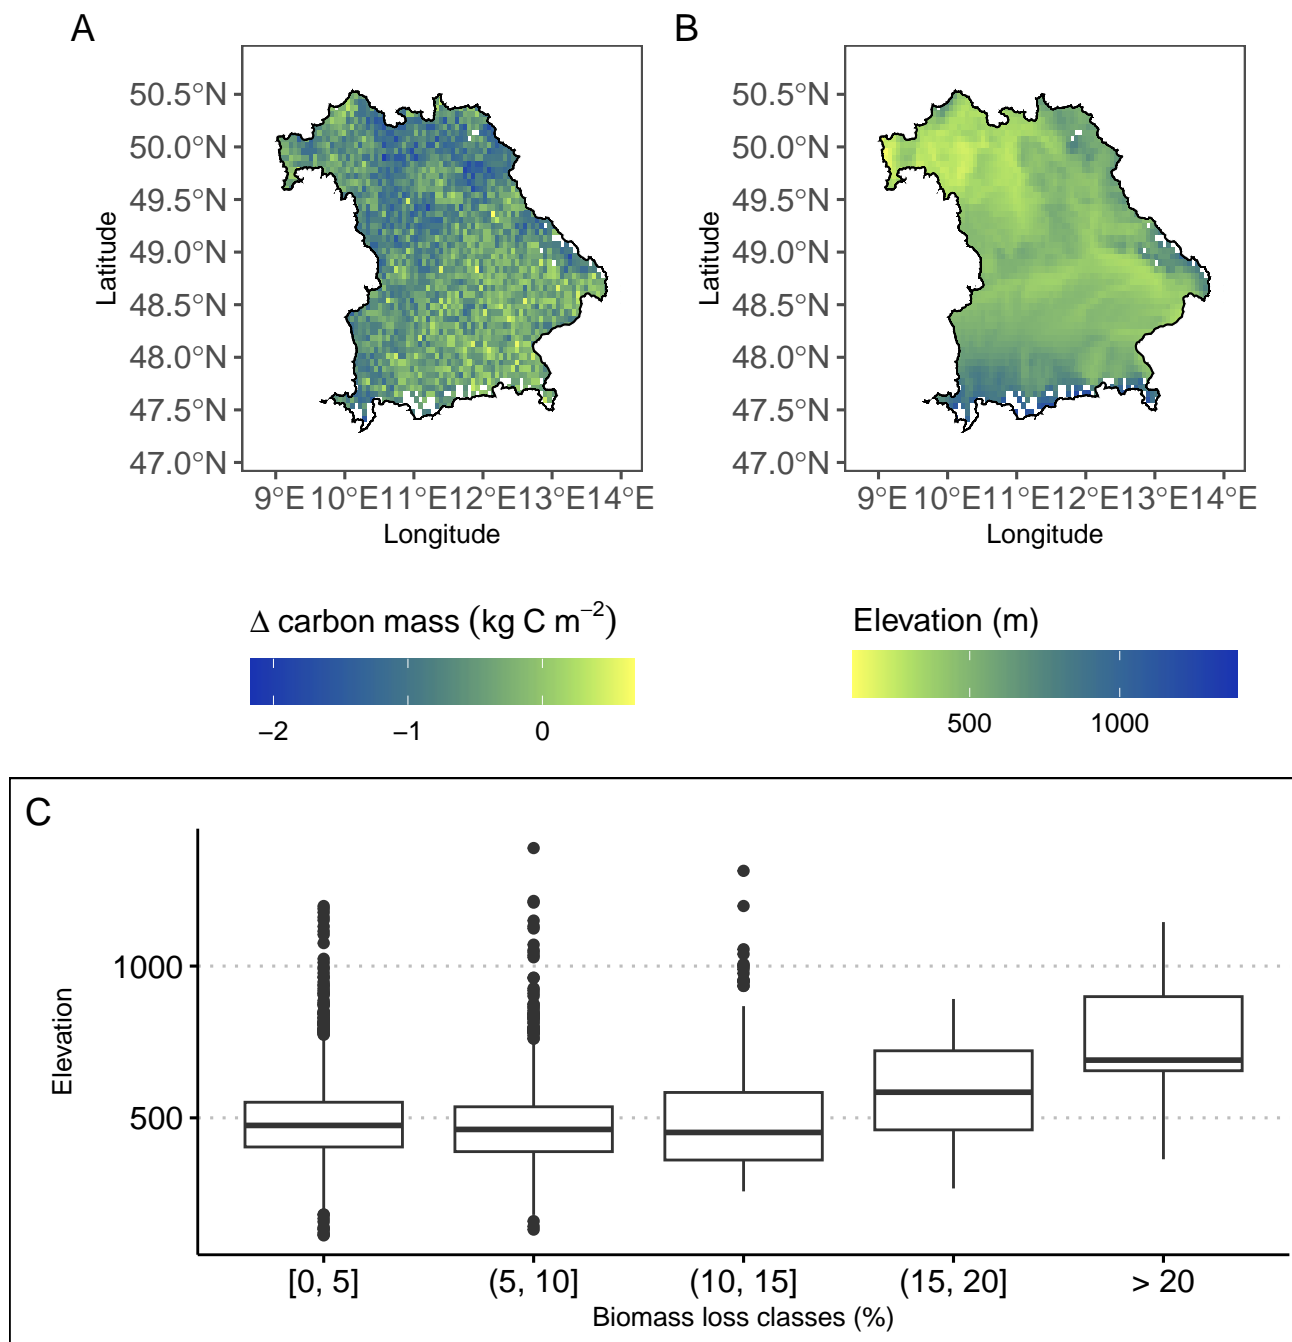 A
B
50.5°N
50.0°N
49.5°N
49.0°N
48.5°N
48.0°N
47.5°N
47.0°N
Latitude
9°E 10°E 11°E 12°E 13°E 14°E
Longitude
50.5°N
50.0°N
49.5°N
49.0°N
48.5°N
48.0°N
47.5°N
47.0°N
Latitude
9°E 10°E 11°E 12°E 13°E 14°E
Longitude
Δ carbon mass (kg C m⁻²)
−2 −1 0
Elevation (m)
500 1000
C
Elevation
1000
500
[0, 5] (5, 10] (10, 15] (15, 20] > 20
Biomass loss classes (%)